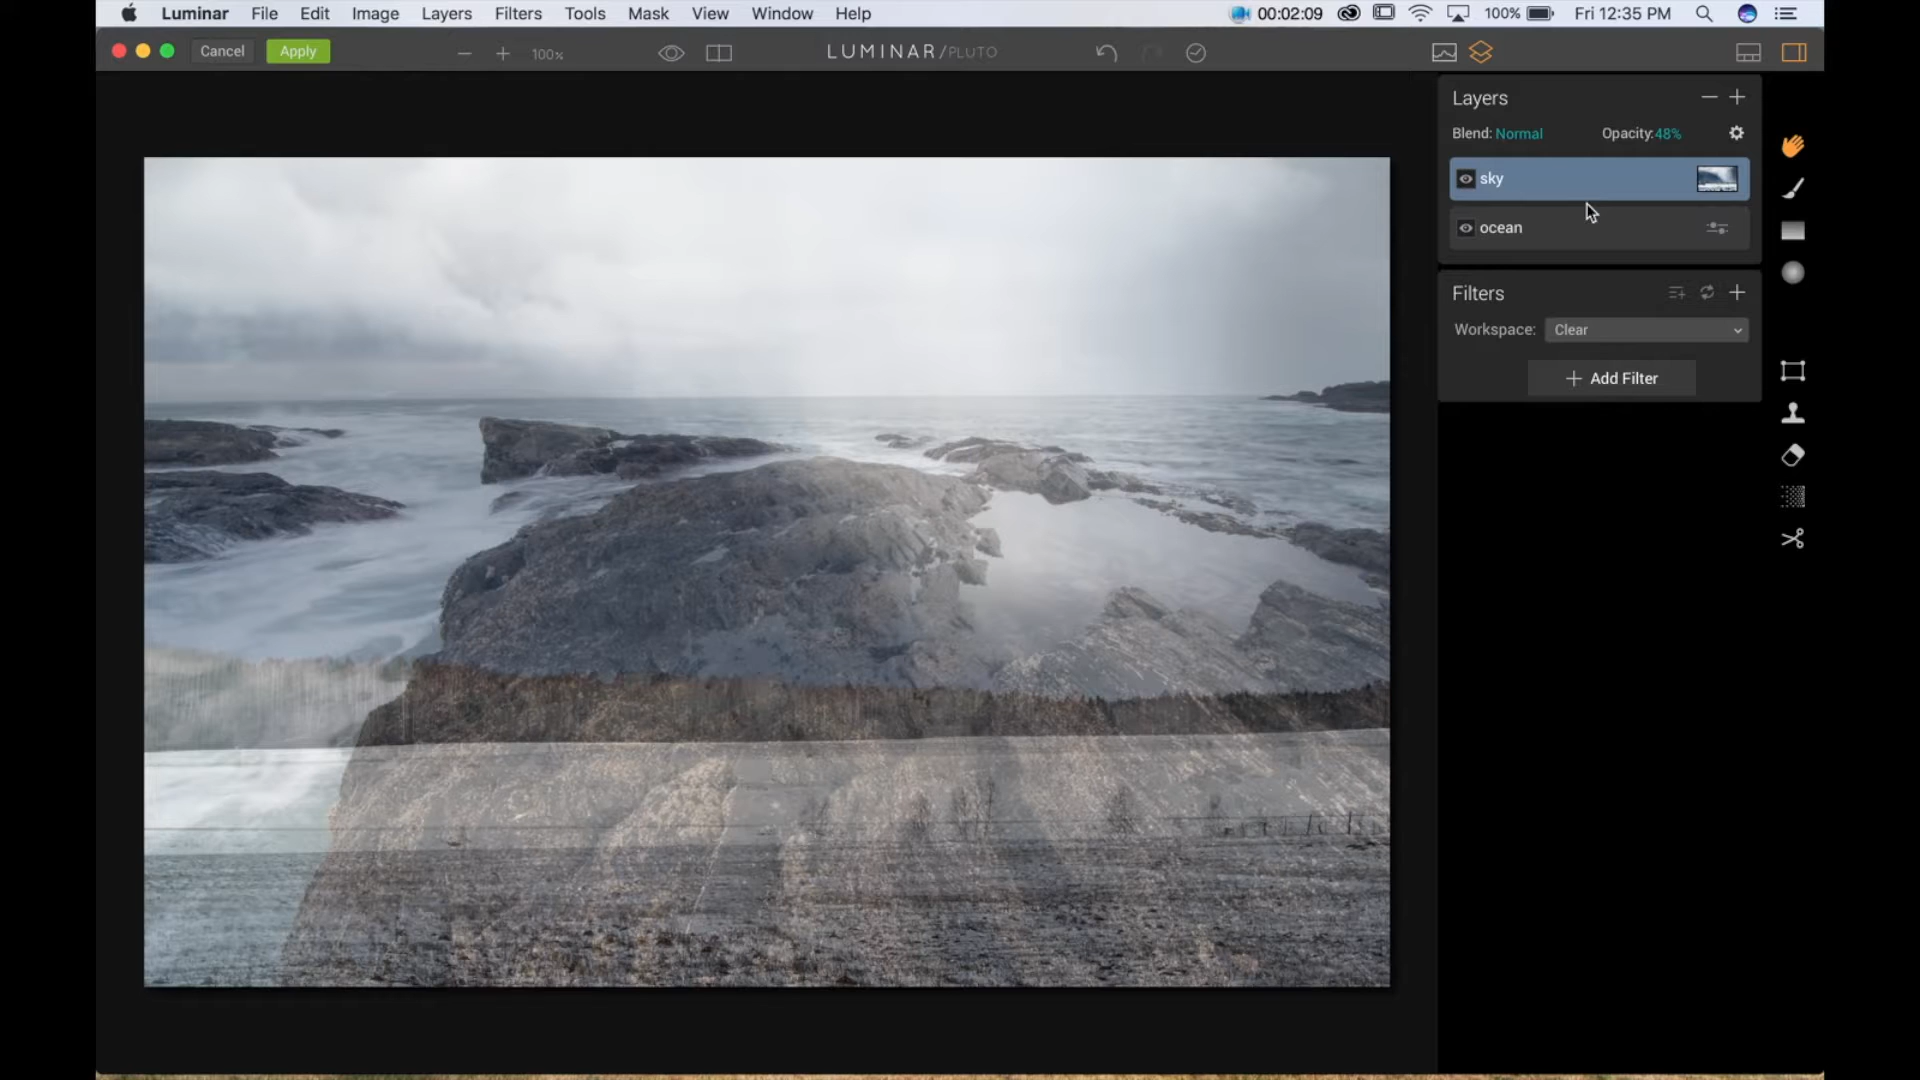 Luminar File Edit Image Layers Filters Tools Mask View Window Help 00:02:09 100% Fri 12:35 PM
Cancel Apply 100% LUMINAR/PLUTO
Layers
Blend: Normal Opacity:48%
sky
ocean
Filters
Workspace: Clear
Add Filter